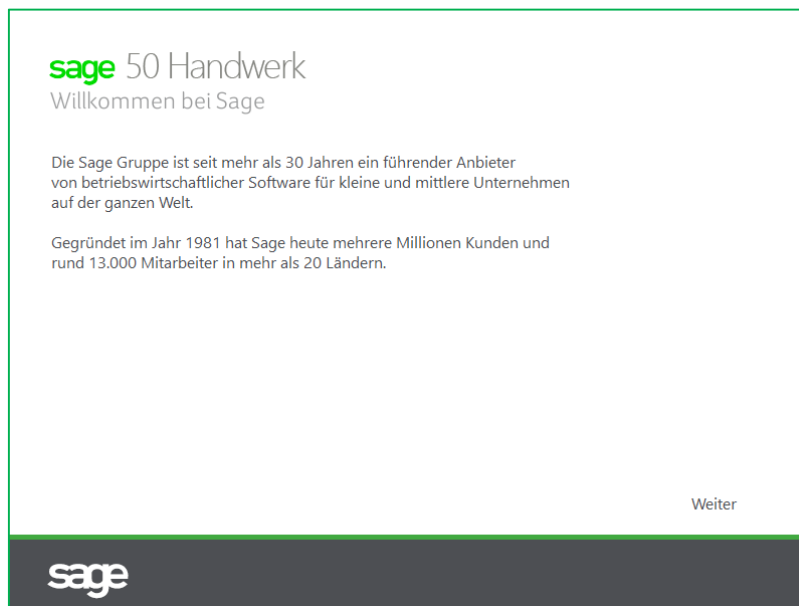 sage 50 Handwerk
Willkommen bei Sage
Die Sage Gruppe ist seit mehr als 30 Jahren ein führender Anbieter
von betriebswirtschaftlicher Software für kleine und mittlere Unternehmen
auf der ganzen Welt.
Gegründet im Jahr 1981 hat Sage heute mehrere Millionen Kunden und
rund 13.000 Mitarbeiter in mehr als 20 Ländern.
Weiter
sage